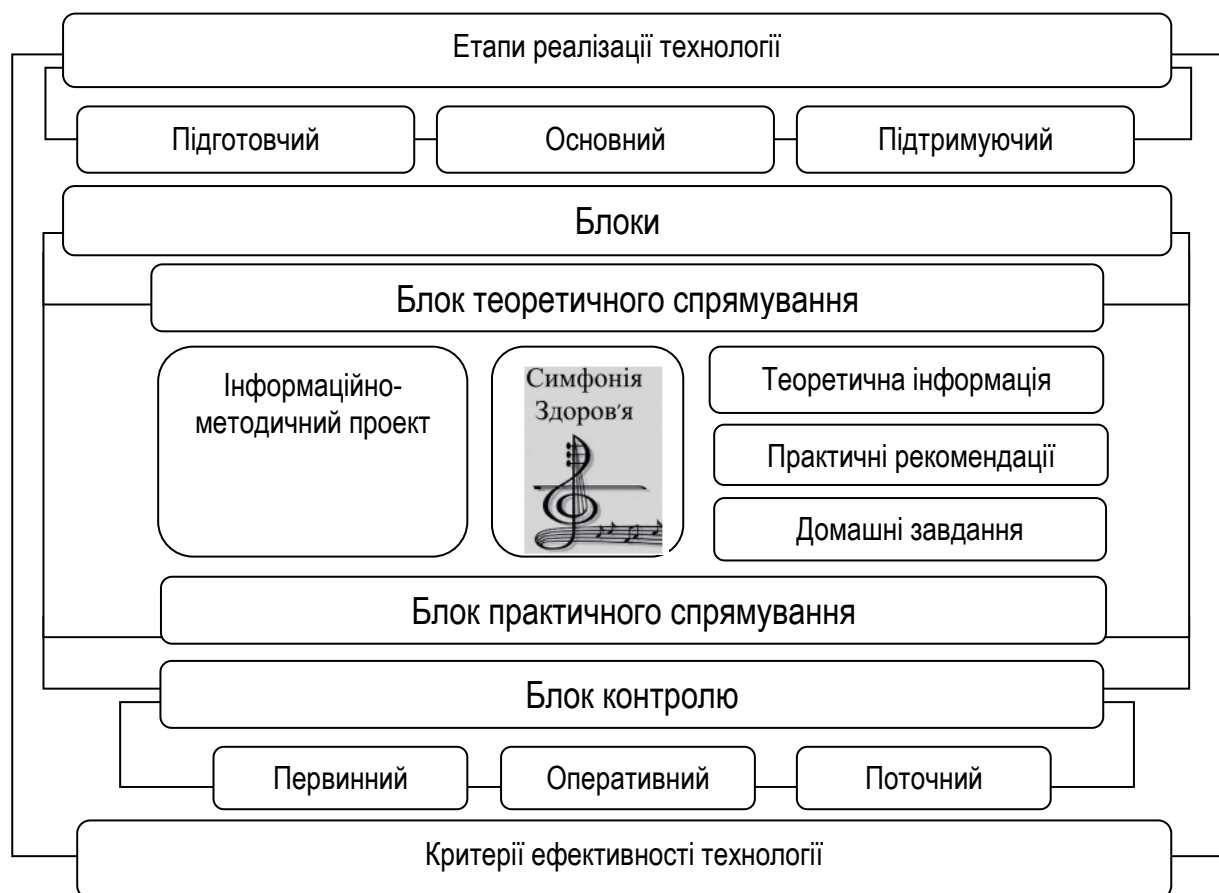 Етапи реалізації технології
Підготовчий
Основний
Підтримуючий
Блоки
Блок теоретичного спрямування
Інформаційно-
методичний проект
Симфонія
Здоров'я
Теоретична інформація
Практичні рекомендації
Домашні завдання
Блок практичного спрямування
Блок контролю
Первинний
Оперативний
Поточний
Критерії ефективності технології